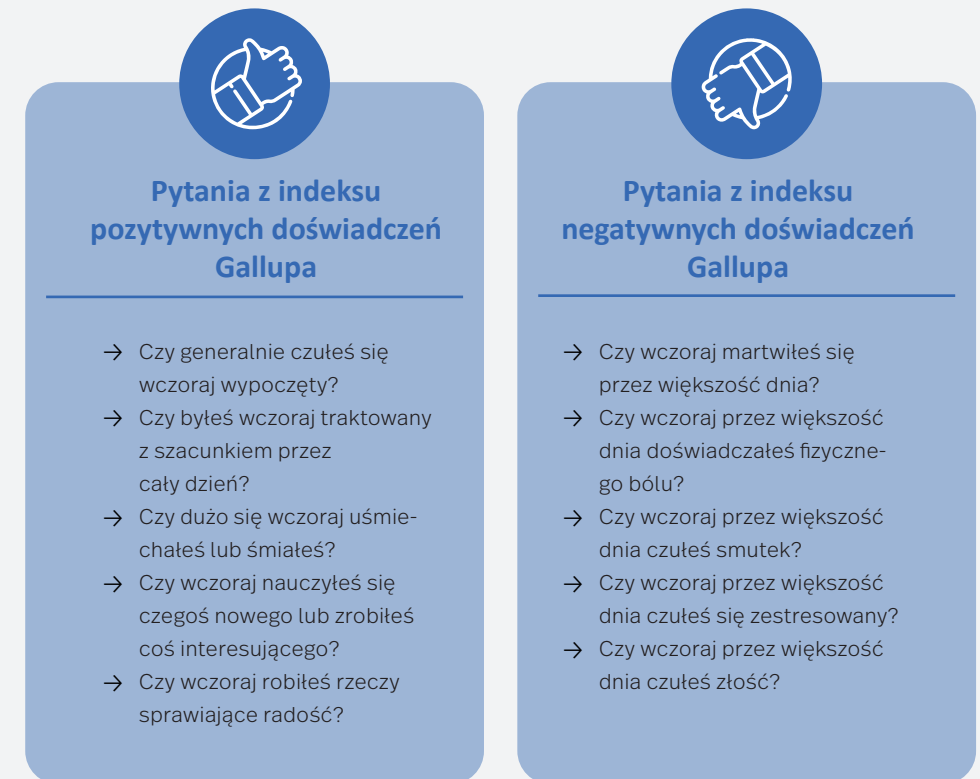 Pytania z indeksu
pozytywnych doświadczeń
Gallupa
→ Czy generalnie czułeś się
wczoraj wypoczęty?
→ Czy byłeś wczoraj traktowany
z szacunkiem przez
cały dzień?
→ Czy dużo się wczoraj uśmie-
chałeś lub śmiałeś?
→ Czy wczoraj nauczyłeś się
czegoś nowego lub zrobiłeś
coś interesującego?
→ Czy wczoraj robiłeś rzeczy
sprawiające radość?
Pytania z indeksu
negatywnych doświadczeń
Gallupa
→ Czy wczoraj martwiłeś się
przez większość dnia?
→ Czy wczoraj przez większość
dnia doświadczałeś fizyczne-
go bólu?
→ Czy wczoraj przez większość
dnia czułeś smutek?
→ Czy wczoraj przez większość
dnia czułeś się zestresowany?
→ Czy wczoraj przez większość
dnia czułeś złość?